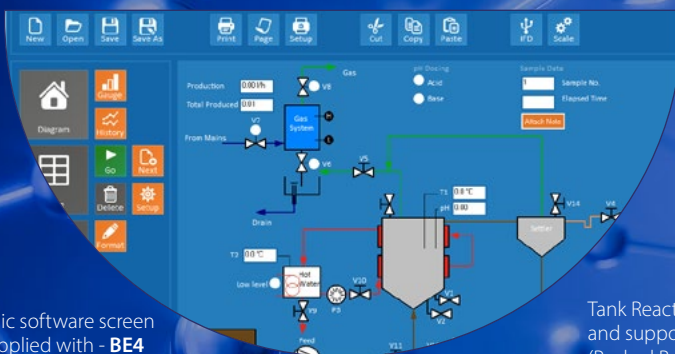 New Open Save Save As Print Page Setup Cut Copy Paste IFD Scale
Gauge
Diagram
History
Go
Next
Delete
Setup
Format
Production 0.00 l/h
Total Produced 0.0 l
V7
From Mains
Gas
System
H
L
V8
Gas
V6
Drain
pH Dosing
Acid
Base
Sample Data
1 Sample No.
Elapsed Time
Attach Note
V5
T1 0.0 °C
pH 0.00
V14
V4
Settler
T3 0.0 °C
Low level
Hot
Water
V10
P3
V9
Feed
V1
V2
V11
ic software screen
pplied with - BE4
Tank React
and suppo